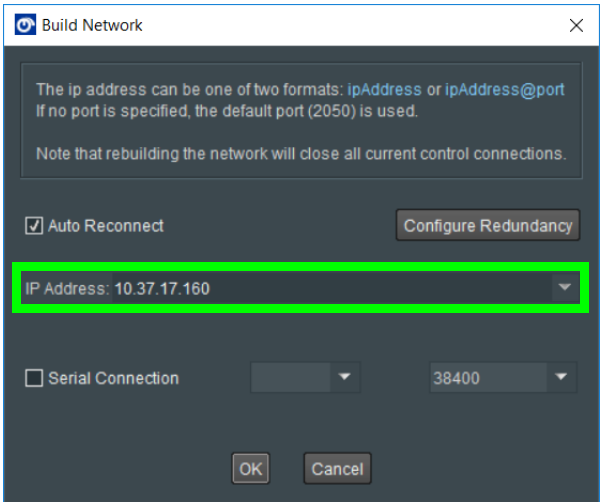 Build Network
The ip address can be one of two formats: ipAddress or ipAddress@port
If no port is specified, the default port (2050) is used.
Note that rebuilding the network will close all current control connections.
Auto Reconnect
Configure Redundancy
IP Address: 10.37.17.160
Serial Connection
38400
OK
Cancel